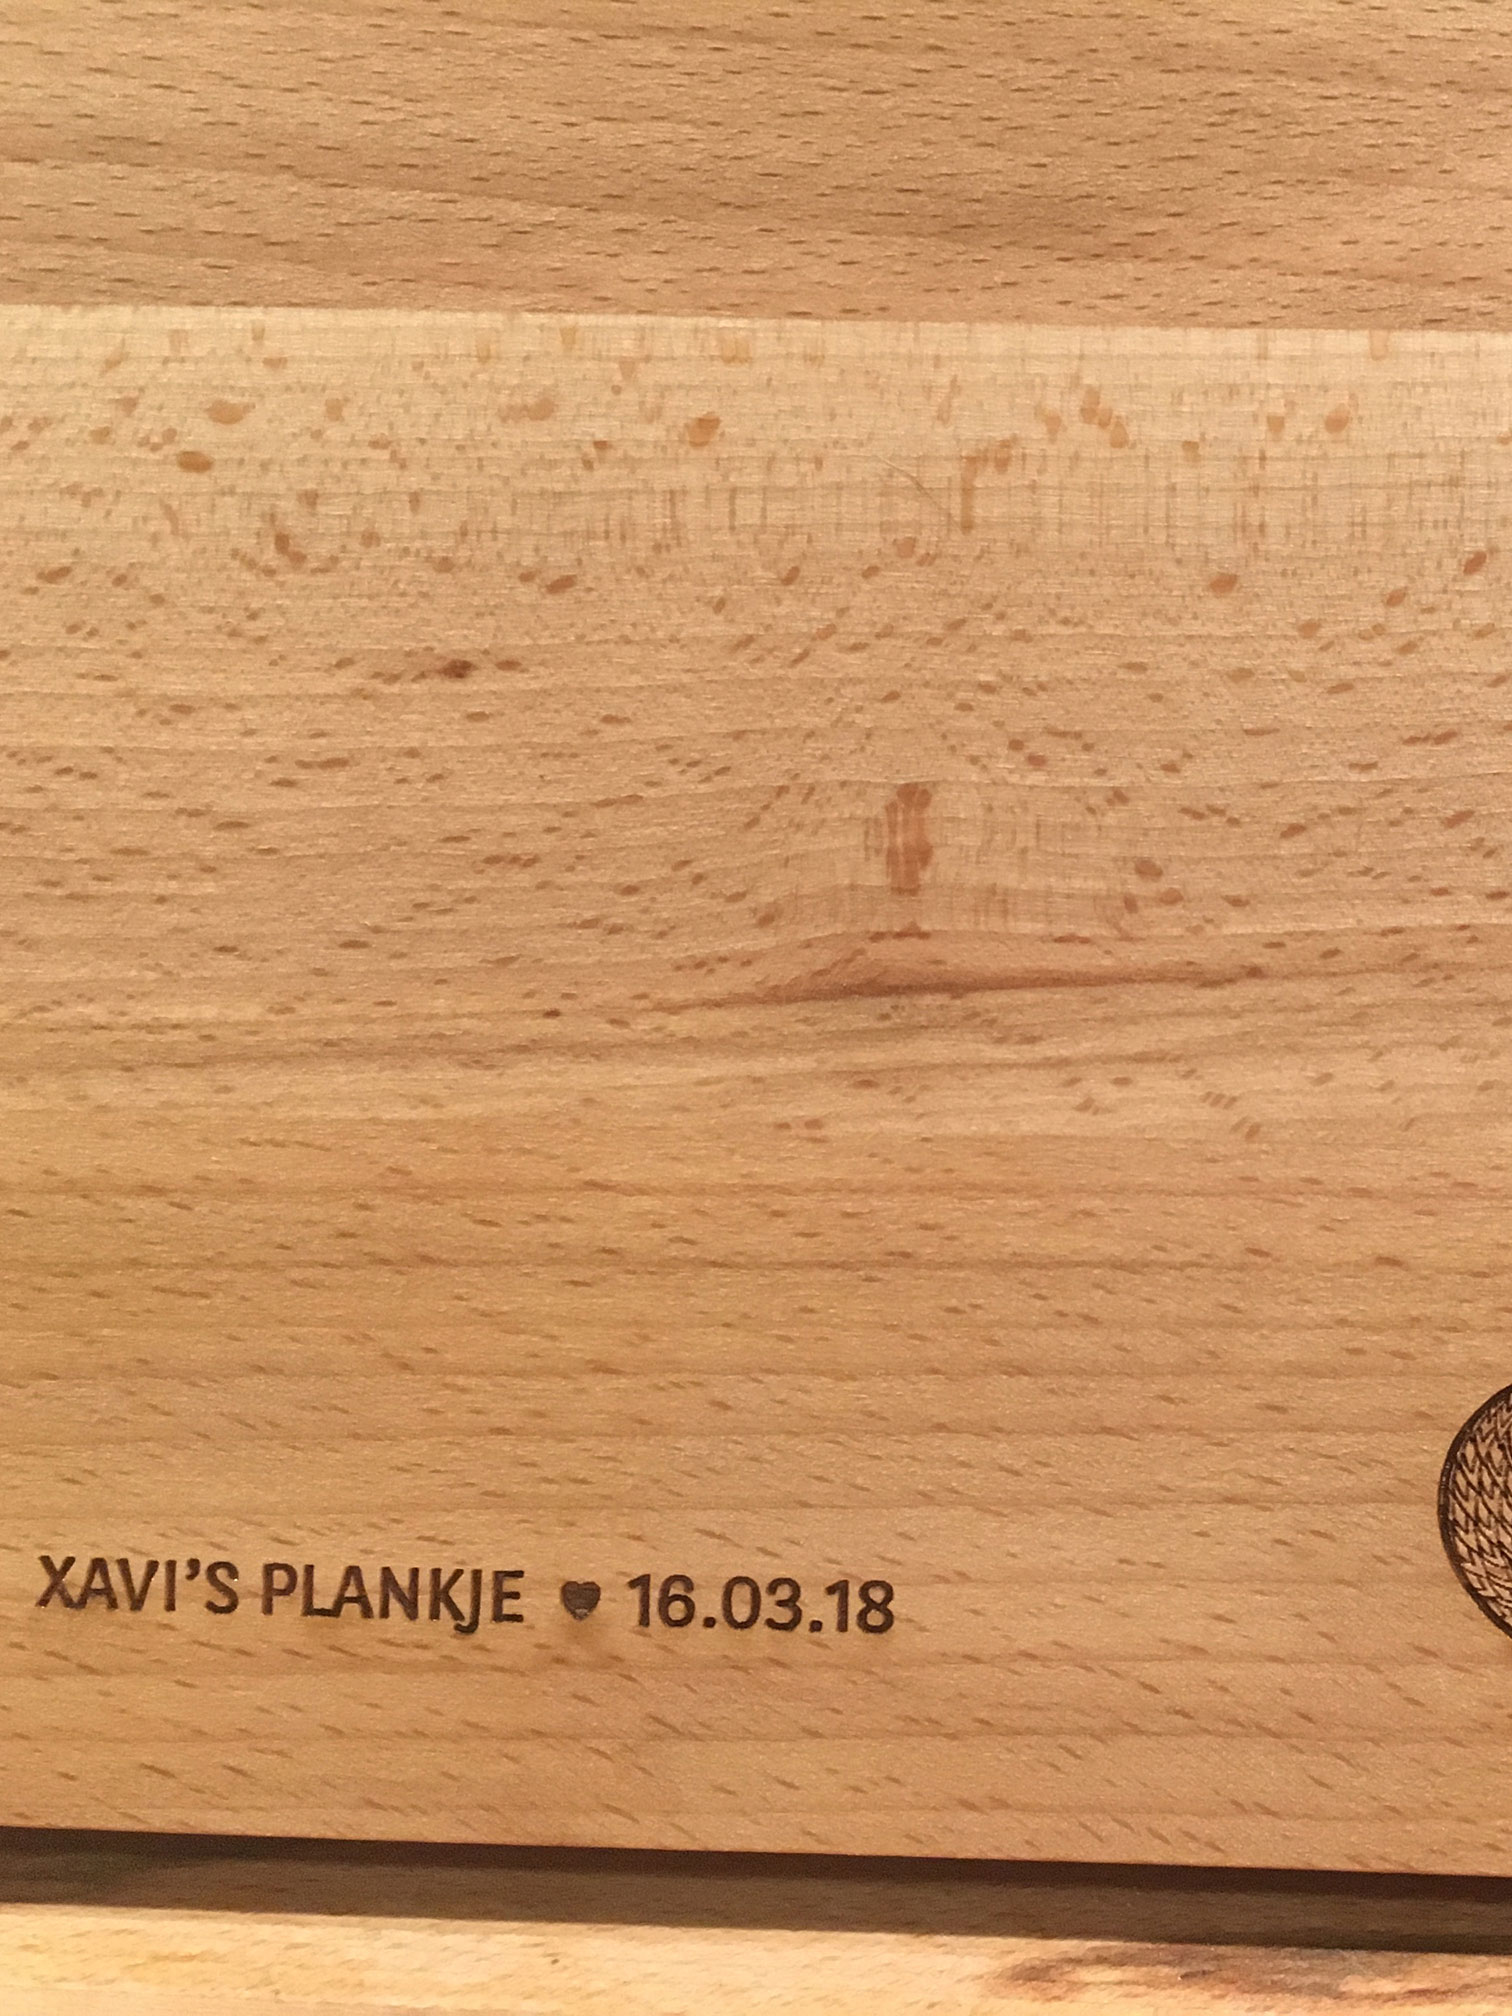 XAVI'S PLANKJE ♥ 16.03.18